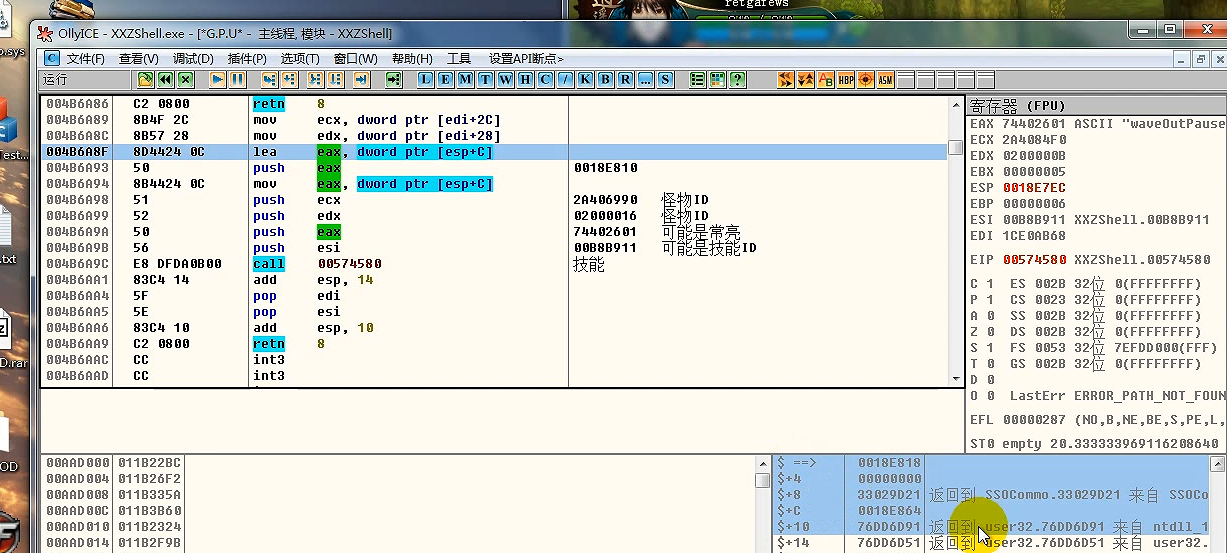 retgarews
OllyICE - XXZShell.exe - [*G.P.U* - 主线程, 模块 - XXZShell]
文件(F) 查看(V) 调试(D) 插件(P) 选项(T) 窗口(W) 帮助(H) 工具 设置API断点>
运行 L E M T W H C / K B R ... S ? HBP ASM
004B6A86 C2 0800 retn 8
004B6A89 8B4F 2C mov ecx, dword ptr [edi+2C]
004B6A8C 8B57 28 mov edx, dword ptr [edi+28]
004B6A8F 8D4424 0C lea eax, dword ptr [esp+C]
004B6A93 50 push eax 0018E810
004B6A94 8B4424 0C mov eax, dword ptr [esp+C]
004B6A98 51 push ecx 2A406990 怪物ID
004B6A99 52 push edx 02000016 怪物ID
004B6A9A 50 push eax 74402601 可能是常亮
004B6A9B 56 push esi 00B8B911 可能是技能ID
004B6A9C E8 DFDA0B00 call 00574580 技能
004B6AA1 83C4 14 add esp, 14
004B6AA4 5F pop edi
004B6AA5 5E pop esi
004B6AA6 83C4 10 add esp, 10
004B6AA9 C2 0800 retn 8
004B6AAC CC int3
004B6AAD CC int3
寄存器 (FPU)
EAX 74402601 ASCII "waveOutPause
ECX 2A4084F0
EDX 0200000B
EBX 00000005
ESP 0018E7EC
EBP 00000006
ESI 00B8B911 XXZShell.00B8B911
EDI 1CE0AB68
EIP 00574580 XXZShell.00574580
C 1 ES 002B 32位 0(FFFFFFFF)
P 1 CS 0023 32位 0(FFFFFFFF)
A 0 SS 002B 32位 0(FFFFFFFF)
Z 0 DS 002B 32位 0(FFFFFFFF)
S 1 FS 0053 32位 7EFDD000(FFF)
T 0 GS 002B 32位 0(FFFFFFFF)
D 0
O 0 LastErr ERROR_PATH_NOT_FOUN
EFL 00000287 (NO,B,NE,BE,S,PE,L,
ST0 empty 20.333333969116208640
00AAD000 011B22BC
00AAD004 011B26F2
00AAD008 011B335A
00AAD00C 011B3B60
00AAD010 011B2324
00AAD014 011B2F9B
$ ==> 0018E818
$+4 00000000
$+8 33029D21 返回到 SSOCommo.33029D21 来自 SSOCo
$+C 0018E864
$+10 76DD6D91 返回到 user32.76DD6D91 来自 ntdll_1
$+14 76DD6D51 返回到 user32.76DD6D51 来自 user32.
o.sys
Test...
.txt
D.rar
OD